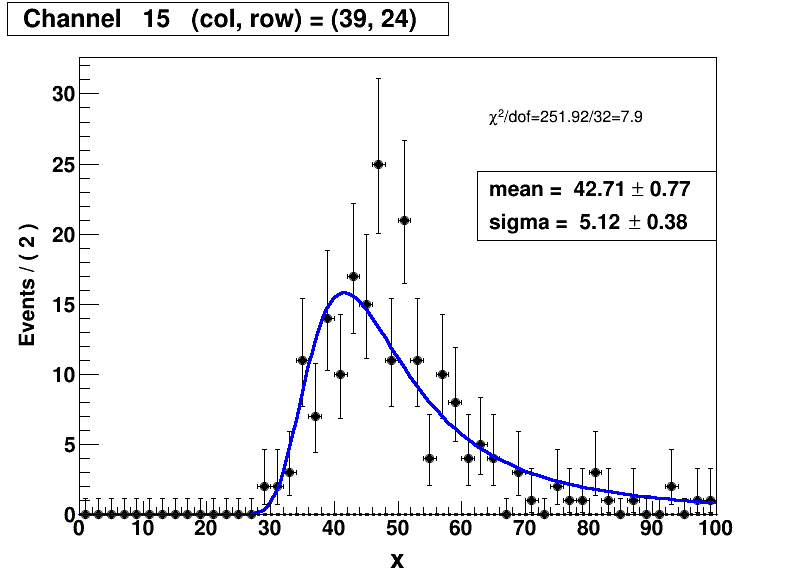 Channel 15 (col, row) = (39, 24)
χ²/dof=251.92/32=7.9
mean = 42.71 ± 0.77
sigma = 5.12 ± 0.38
Events / ( 2 )
30
25
20
15
10
5
0
0 10 20 30 40 50 60 70 80 90 100
x